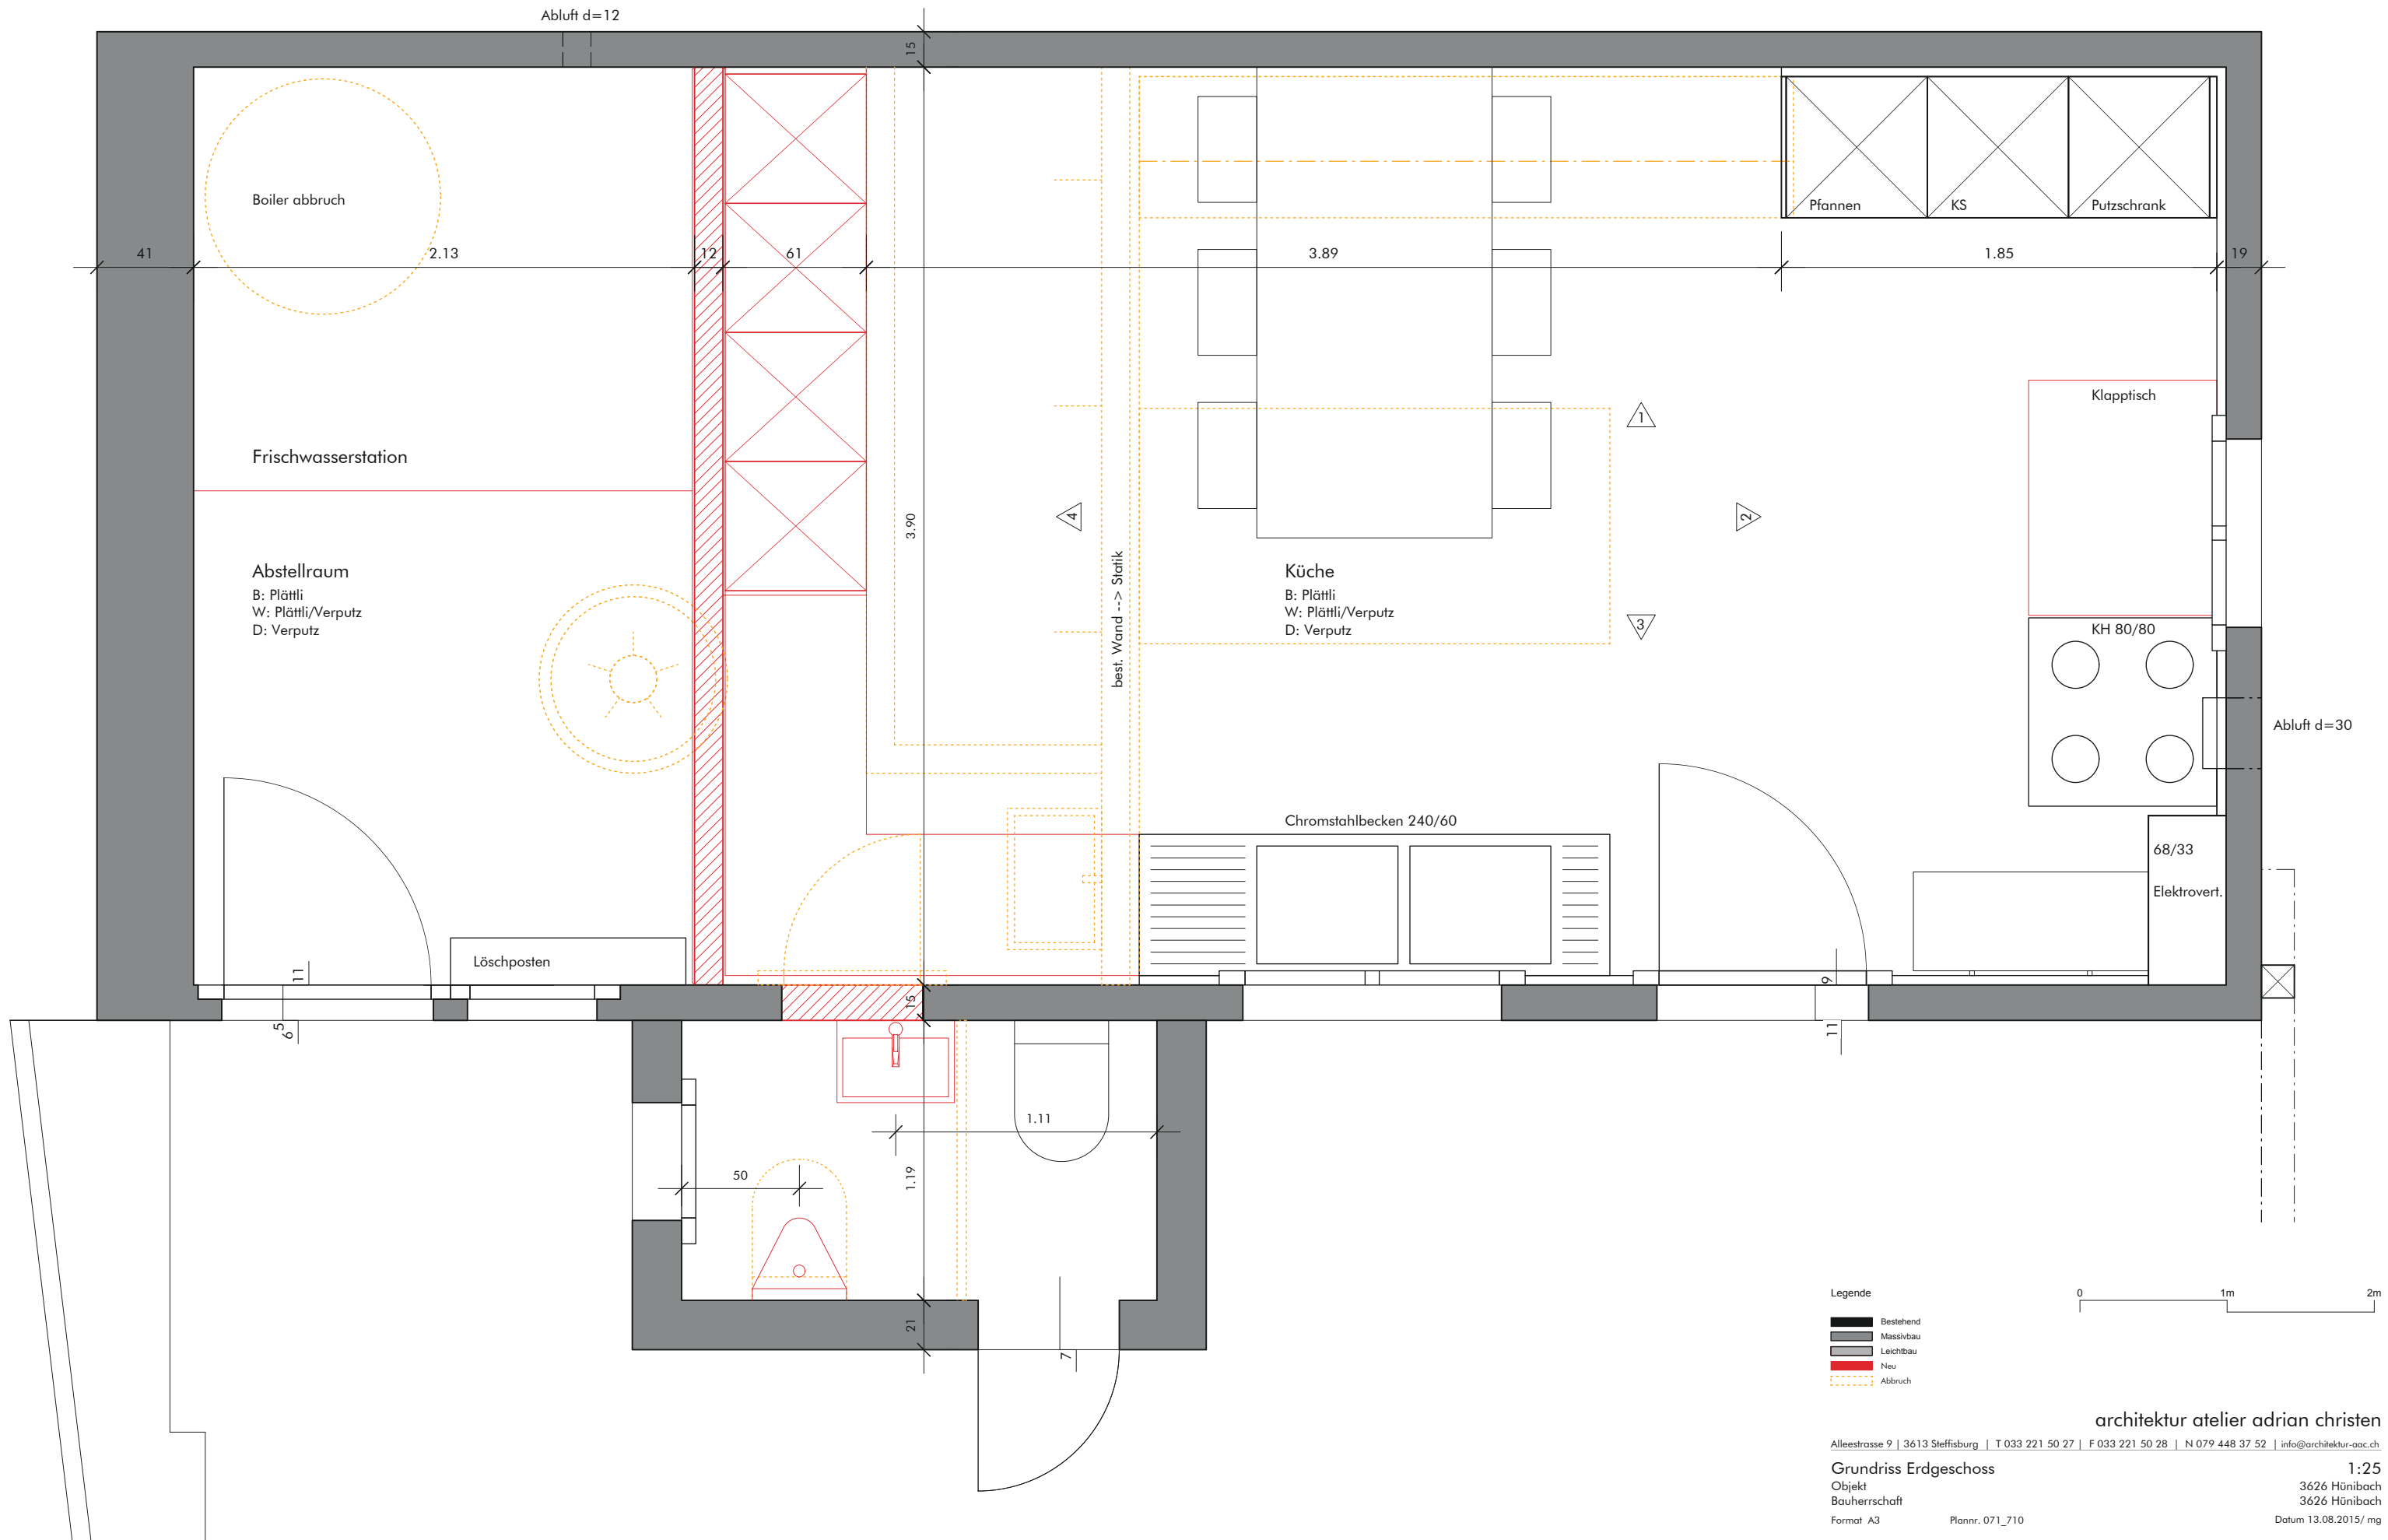 Abluft d=12
15
Boiler abbruch
Pfannen
KS
Putzschrank
41
2.13
12
61
3.89
1.85
19
Klapptisch
1
Frischwasserstation
4
2
3.90
best. Wand --> Statik
Abstellraum
B: Plättli
W: Plättli/Verputz
D: Verputz
Küche
B: Plättli
W: Plättli/Verputz
D: Verputz
3
KH 80/80
Abluft d=30
Chromstahlbecken 240/60
68/33
Elektrovert.
Löschposten
11
15
9
5
6
11
1.11
50
1.19
21
7
Legende
0 1m 2m
Bestehend
Massivbau
Leichtbau
Neu
Abbruch
architektur atelier adrian christen
Alleestrasse 9 | 3613 Steffisburg | T 033 221 50 27 | F 033 221 50 28 | N 079 448 37 52 | info@architektur-aac.ch
Grundriss Erdgeschoss 1:25
Objekt 3626 Hünibach
Bauherrschaft 3626 Hünibach
Format A3 Plannr. 071_710 Datum 13.08.2015/ mg